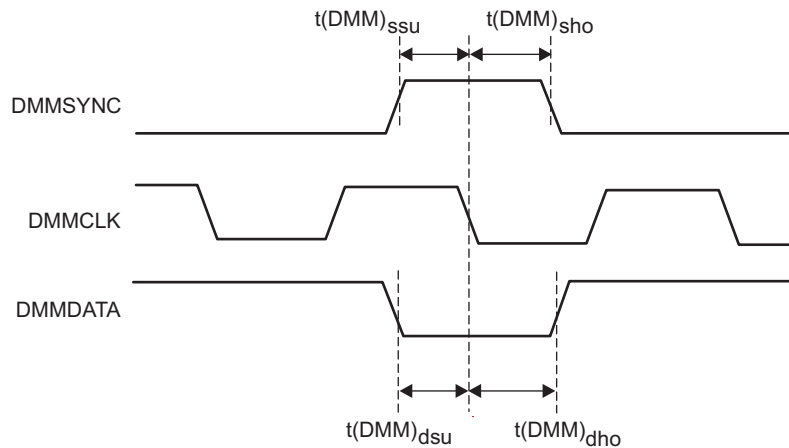 t(DMM)ssu
t(DMM)sho
DMMSYNC
DMMCLK
DMMDATA
t(DMM)dsu
t(DMM)dho